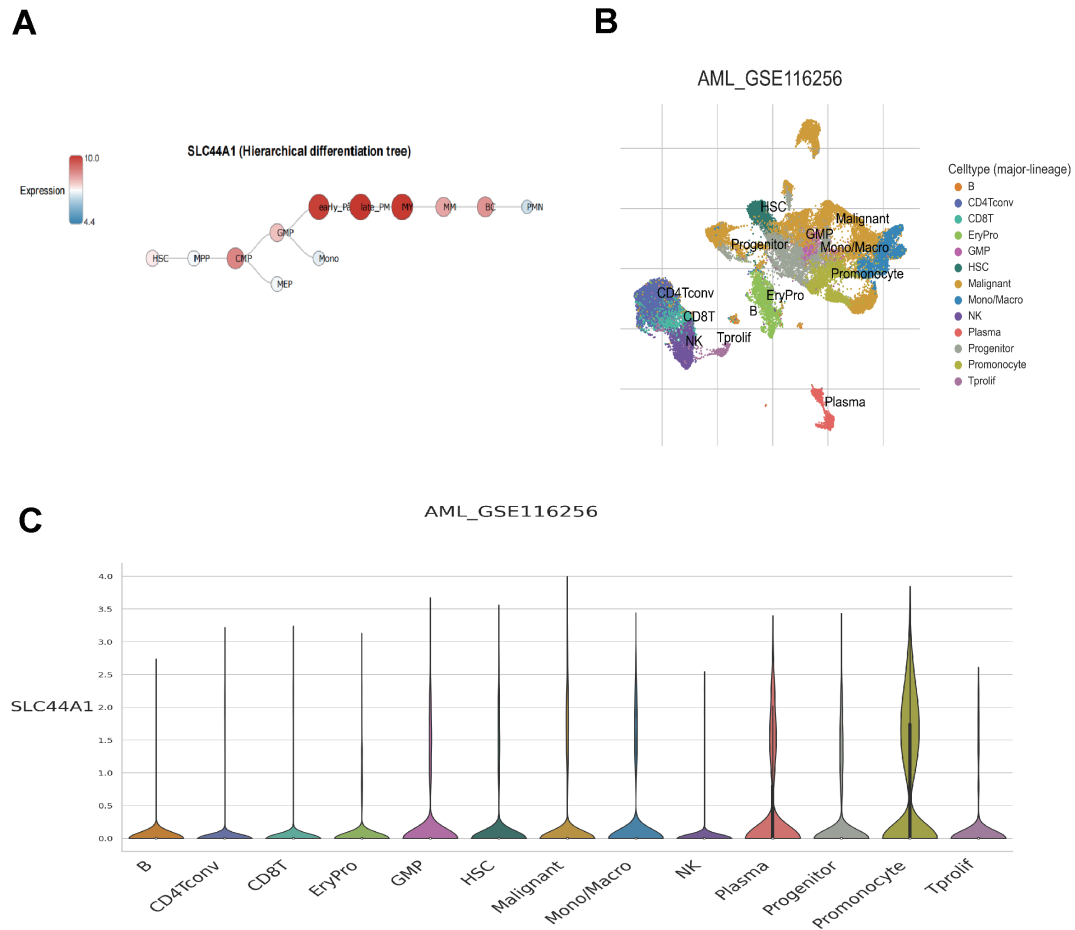 A
B
AML_GSE116256
SLC44A1 (Hierarchical differentiation tree)
10.0
Expression
4.4
early_P
late_PM
MY
MM
BC
PMN
GMP
HSC
MPP
CMP
Mono
MEP
HSC
Malignant
GMP
Progenitor
Mono/Macro
Promonocyte
CD4Tconv
EryPro
B
CD8T
NK
Tprolif
Plasma
Celltype (major-lineage)
B
CD4Tconv
CD8T
EryPro
GMP
HSC
Malignant
Mono/Macro
NK
Plasma
Progenitor
Promonocyte
Tprolif
C
AML_GSE116256
4.0
3.5
3.0
2.5
2.0
1.5
1.0
0.5
0.0
SLC44A1
B
CD4Tconv
CD8T
EryPro
GMP
HSC
Malignant
Mono/Macro
NK
Plasma
Progenitor
Promonocyte
Tprolif